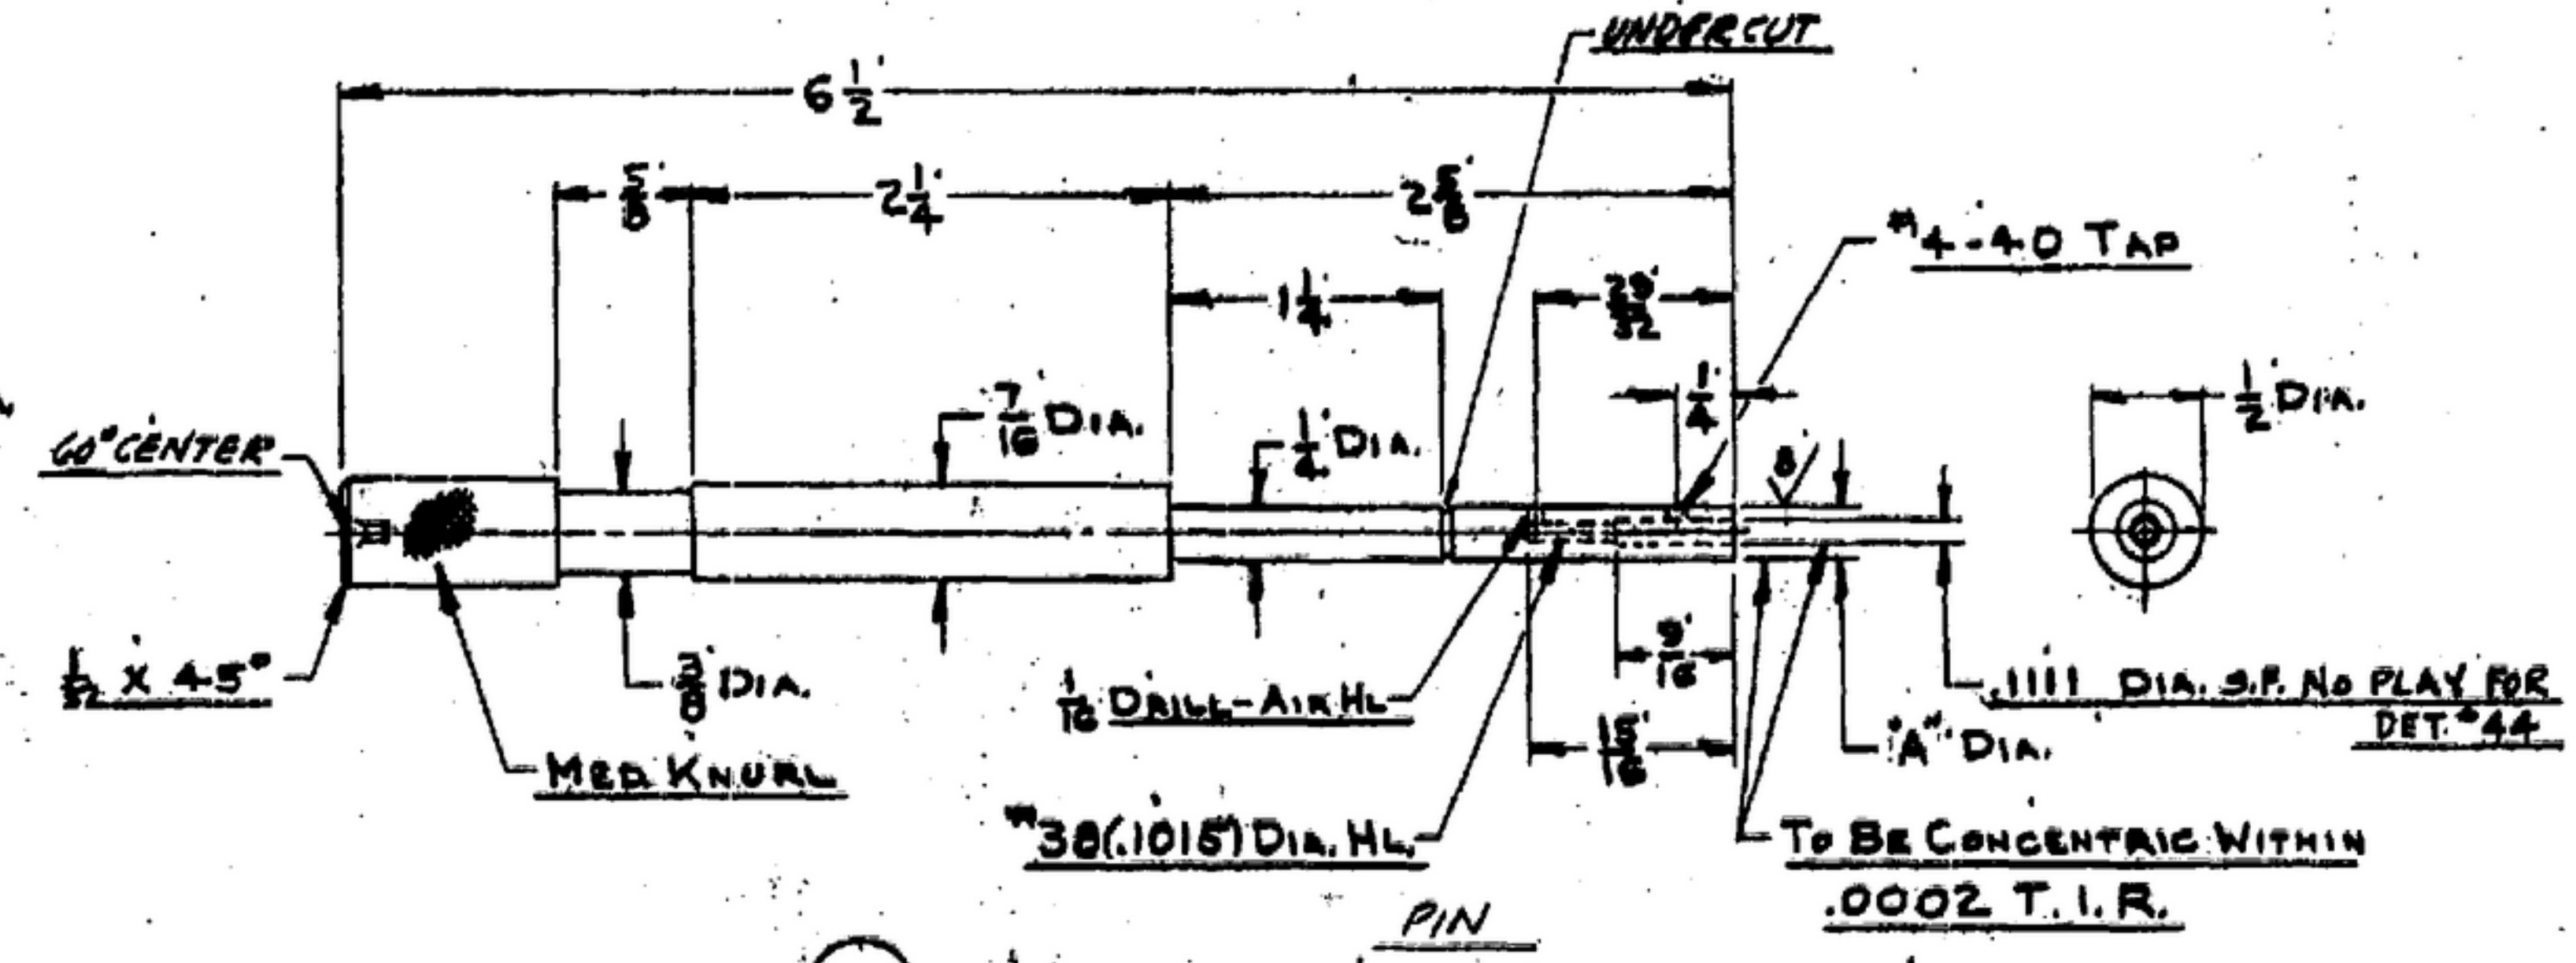 UNDERCUT
6 1/2"
5/8"
2 1/4"
2 5/8"
#4-40 TAP
1 1/4"
29/32"
1/4"
1/2" DIA.
60° CENTER
7/16" DIA.
1/4" DIA.
8
1/32 X 45°
3/8" DIA.
1/16 DRILL-AIR HL
9/16"
.1111 DIA. S.F. NO PLAY FOR
DET. #44
MED. KNURL
15/16"
"A" DIA.
#38(.1015") DIA. HL.
TO BE CONCENTRIC WITHIN
.0002 T.I.R.
PIN